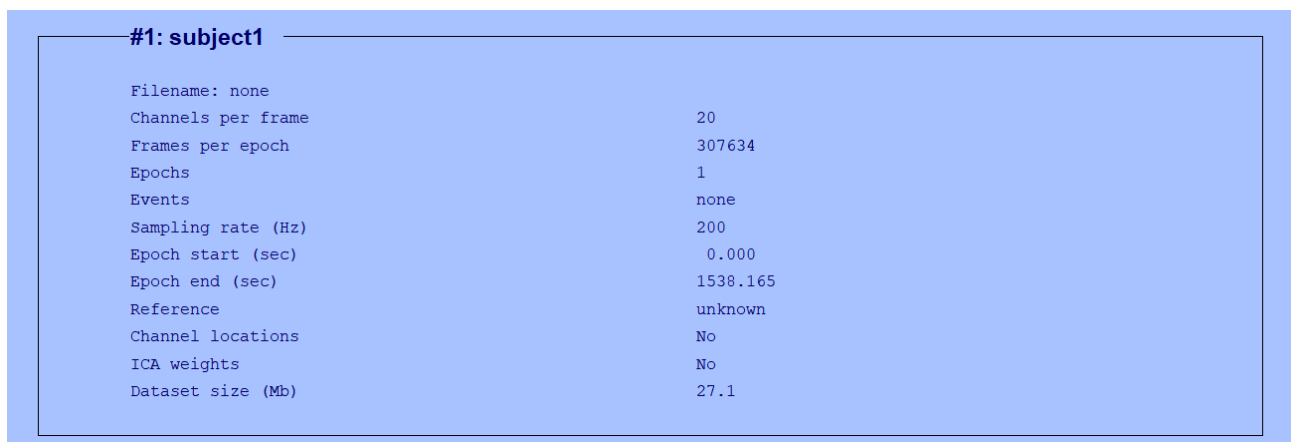 #1: subject1
Filename: none
Channels per frame 20
Frames per epoch 307634
Epochs 1
Events none
Sampling rate (Hz) 200
Epoch start (sec) 0.000
Epoch end (sec) 1538.165
Reference unknown
Channel locations No
ICA weights No
Dataset size (Mb) 27.1